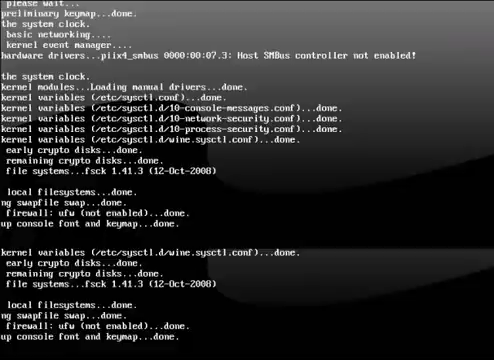 please wait...
preliminary keymap...done.
the system clock.
basic networking....
kernel event manager....
hardware drivers...piix4_smbus 0000:00:07.3: Host SMBus controller not enabled!
the system clock.
kernel modules...Loading manual drivers...done.
kernel variables (/etc/sysctl.conf)...done.
kernel variables (/etc/sysctl.d/10-console-messages.conf)...done.
kernel variables (/etc/sysctl.d/10-network-security.conf)...done.
kernel variables (/etc/sysctl.d/10-process-security.conf)...done.
kernel variables (/etc/sysctl.d/wine.sysctl.conf)...done.
early crypto disks...done.
remaining crypto disks...done.
file systems...fsck 1.41.3 (12-Oct-2008)
local filesystems...done.
ng swapfile swap...done.
firewall: ufw (not enabled)...done.
up console font and keymap...done.
kernel variables (/etc/sysctl.d/wine.sysctl.conf)...done.
early crypto disks...done.
remaining crypto disks...done.
file systems...fsck 1.41.3 (12-Oct-2008)
local filesystems...done.
ng swapfile swap...done.
firewall: ufw (not enabled)...done.
up console font and keymap...done.